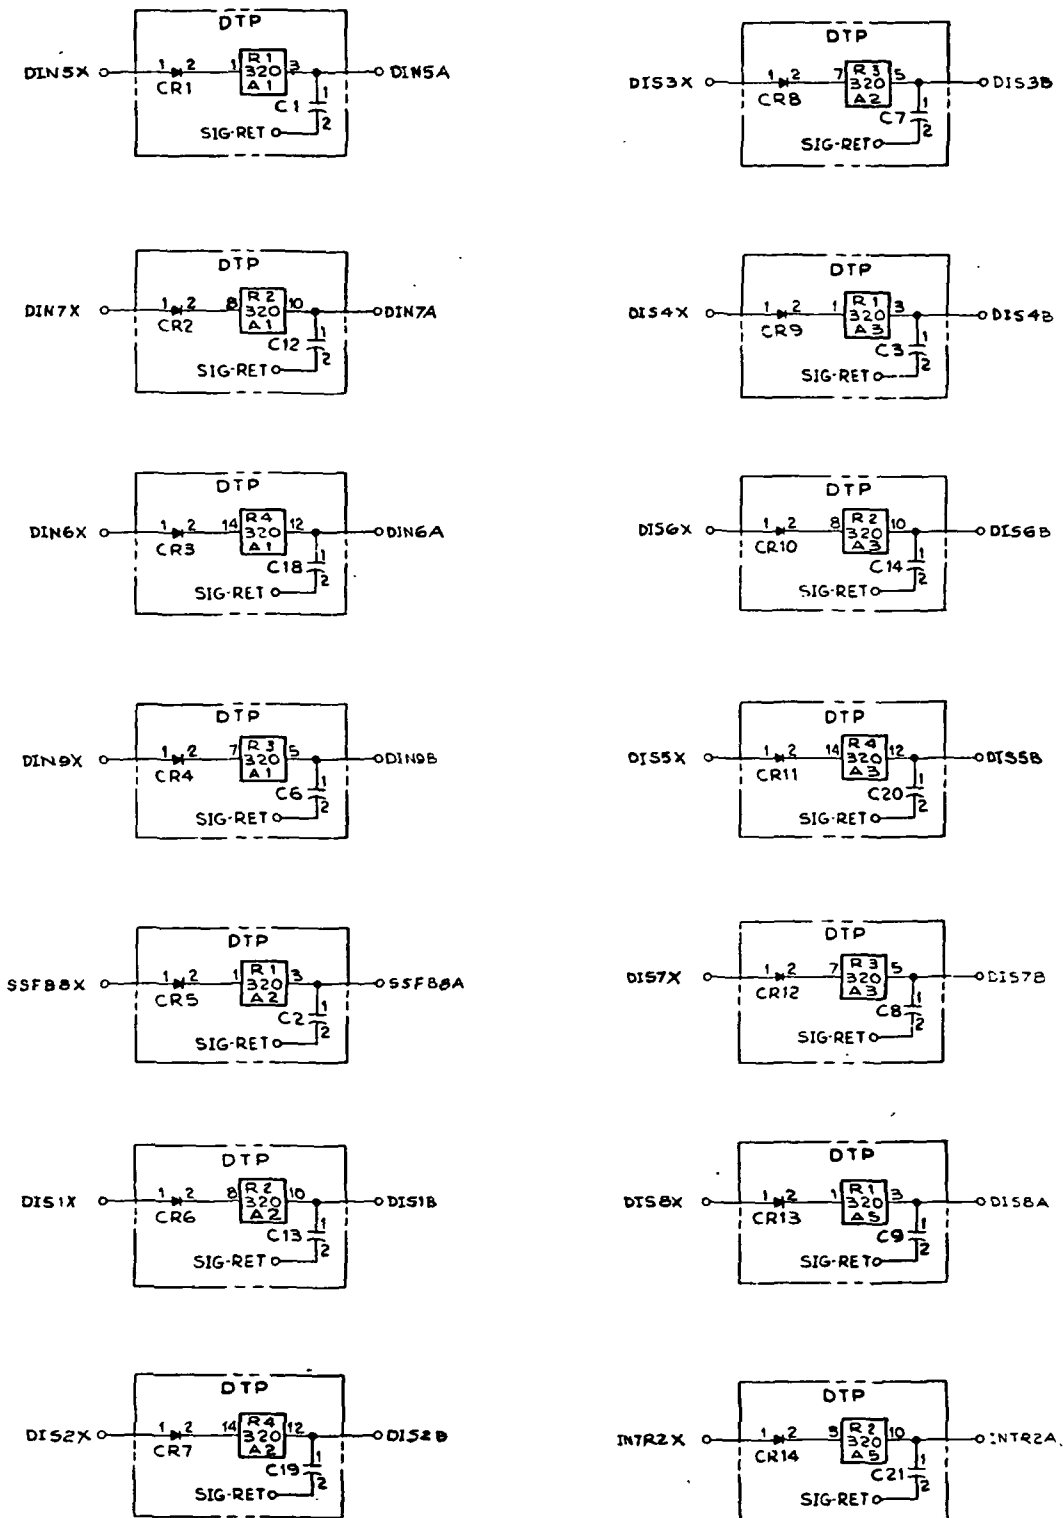 DTP
DIN5X 1 2 CR1 1 R1 320 A1 3 C1 1 2 DIN5A
SIG-RET
DTP
DIN7X 1 2 CR2 8 R2 320 A1 10 C12 1 2 DIN7A
SIG-RET
DTP
DIN6X 1 2 CR3 14 R4 320 A1 12 C18 1 2 DIN6A
SIG-RET
DTP
DIN9X 1 2 CR4 7 R3 320 A1 5 C6 1 2 DIN9B
SIG-RET
DTP
SSFB8X 1 2 CR5 1 R1 320 A2 3 C2 1 2 SSFB8A
SIG-RET
DTP
DIS1X 1 2 CR6 8 R2 320 A2 10 C13 1 2 DIS1B
SIG-RET
DTP
DIS2X 1 2 CR7 14 R4 320 A2 12 C19 1 2 DIS2B
SIG-RET
DTP
DIS3X 1 2 CR8 7 R3 320 A2 5 C7 1 2 DIS3B
SIG-RET
DTP
DIS4X 1 2 CR9 1 R1 320 A3 3 C3 1 2 DIS4B
SIG-RET
DTP
DIS6X 1 2 CR10 8 R2 320 A3 10 C14 1 2 DIS6B
SIG-RET
DTP
DIS5X 1 2 CR11 14 R4 320 A3 12 C20 1 2 DIS5B
SIG-RET
DTP
DIS7X 1 2 CR12 7 R3 320 A3 5 C8 1 2 DIS7B
SIG-RET
DTP
DIS8X 1 2 CR13 1 R1 320 A5 3 C9 1 2 DIS8A
SIG-RET
DTP
INTR2X 1 2 CR14 R2 320 A5 10 C21 1 2 INTR2A
SIG-RET